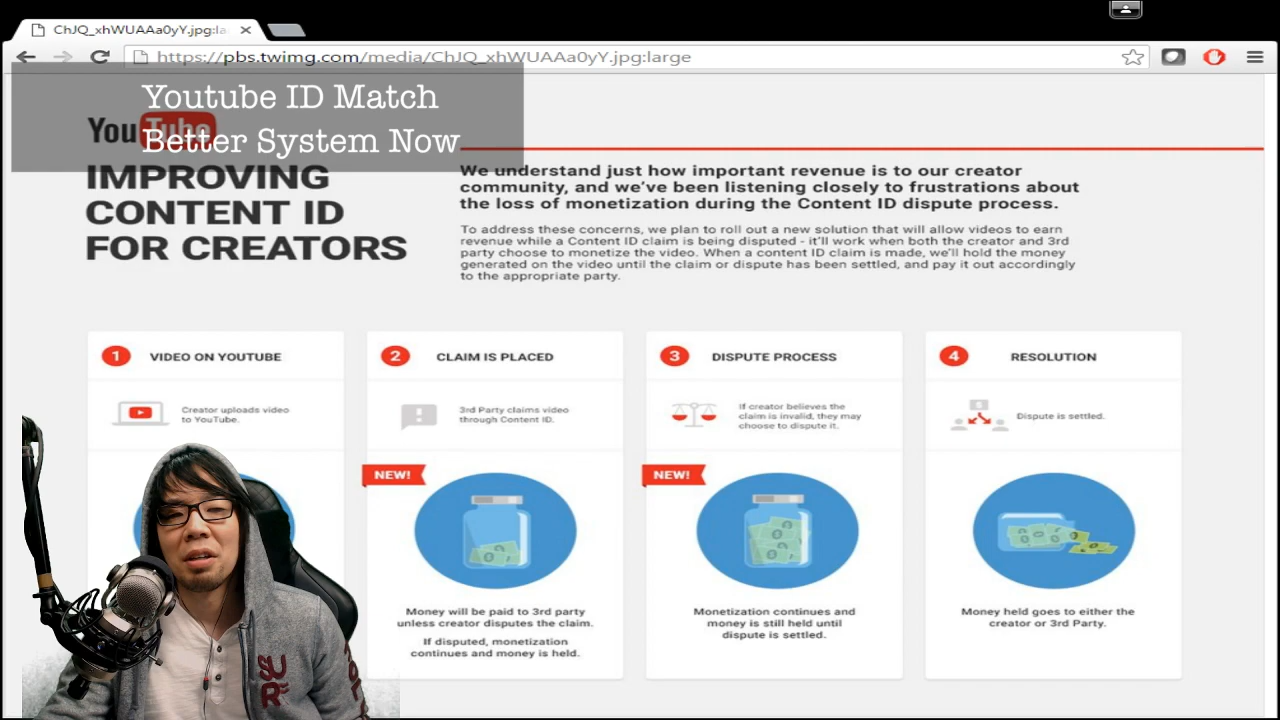 ChJQ_xhWUAAa0yY.jpg:la
https://pbs.twimg.com/media/ChJQ_xhWUAAa0yY.jpg:large
Youtube ID Match
Better System Now
YouTube
IMPROVING
CONTENT ID
FOR CREATORS
We understand just how important revenue is to our creator
community, and we've been listening closely to frustrations about
the loss of monetization during the Content ID dispute process.
To address these concerns, we plan to roll out a new solution that will allow videos to earn
revenue while a Content ID claim is being disputed - it'll work when both the creator and 3rd
party choose to monetize the video. When a content ID claim is made, we'll hold the money
generated on the video until the claim or dispute has been settled, and pay it out accordingly
to the appropriate party.
1 VIDEO ON YOUTUBE
Creator uploads video
to YouTube.
2 CLAIM IS PLACED
3rd Party claims video
through Content ID.
NEW!
Money will be paid to 3rd party
unless creator disputes the claim.
If disputed, monetization
continues and money is held.
3 DISPUTE PROCESS
If creator believes the
claim is invalid, they may
choose to dispute it.
NEW!
Monetization continues and
money is still held until
dispute is settled.
4 RESOLUTION
Dispute is settled.
Money held goes to either the
creator or 3rd Party.
SU
RS